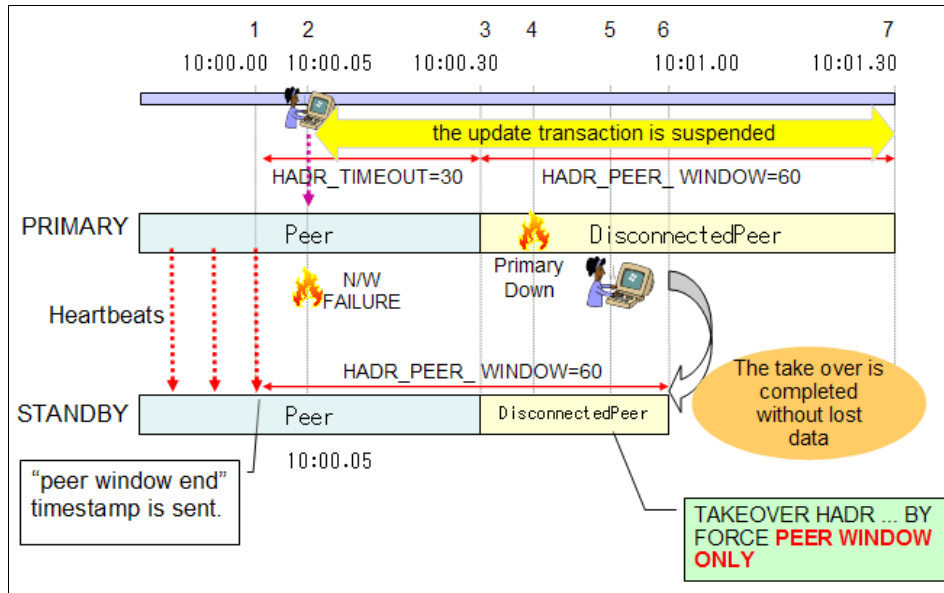 1 2 3 4 5 6 7
10:00.00 10:00.05 10:00.30 10:01.00 10:01.30
the update transaction is suspended
HADR_TIMEOUT=30 HADR_PEER_ WINDOW=60
PRIMARY Peer DisconnectedPeer
N/W
FAILURE
Primary
Down
Heartbeats
HADR_PEER_ WINDOW=60
The take over is
completed
without lost
data
STANDBY Peer DisconnectedPeer
10:00.05
“peer window end”
timestamp is sent.
TAKEOVER HADR ... BY
FORCE PEER WINDOW
ONLY